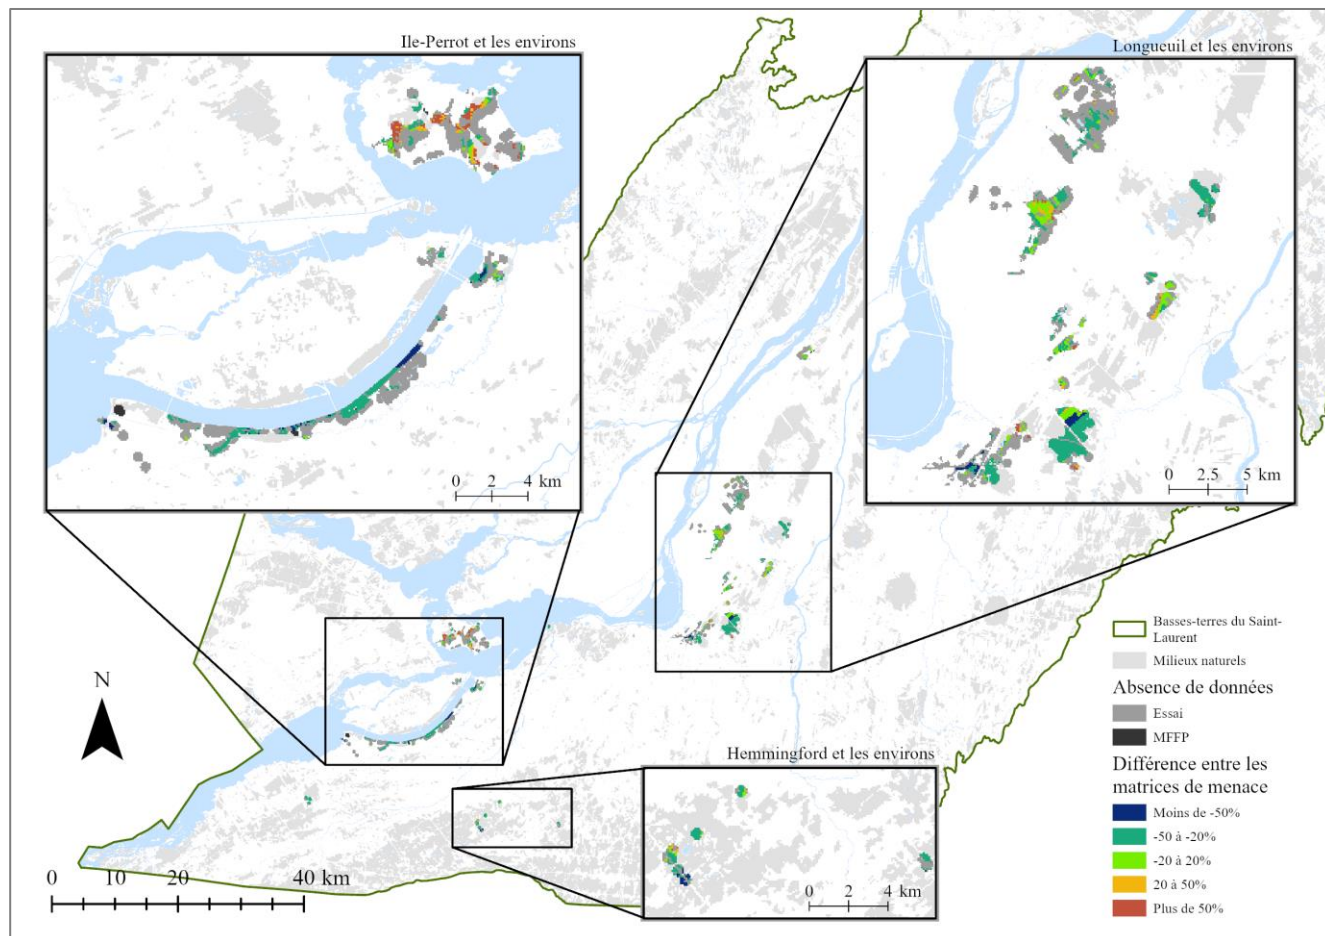 Ile-Perrot et les environs
0 2 4 km
Longueuil et les environs
0 2.5 5 km
N
0 10 20 40 km
Hemmingford et les environs
0 2 4 km
Basses-terres du Saint-
Laurent
Milieux naturels
Absence de données
Essai
MFFP
Différence entre les
matrices de menace
Moins de -50%
-50 à -20%
-20 à 20%
20 à 50%
Plus de 50%